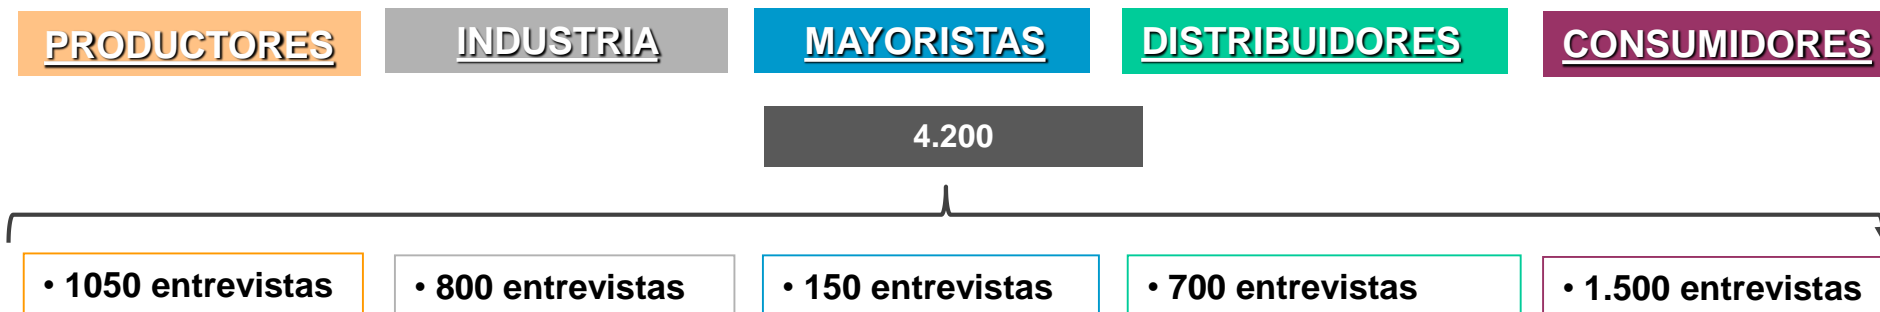 PRODUCTORES
INDUSTRIA
MAYORISTAS
DISTRIBUIDORES
CONSUMIDORES
4.200
• 1050 entrevistas
• 800 entrevistas
• 150 entrevistas
• 700 entrevistas
• 1.500 entrevistas